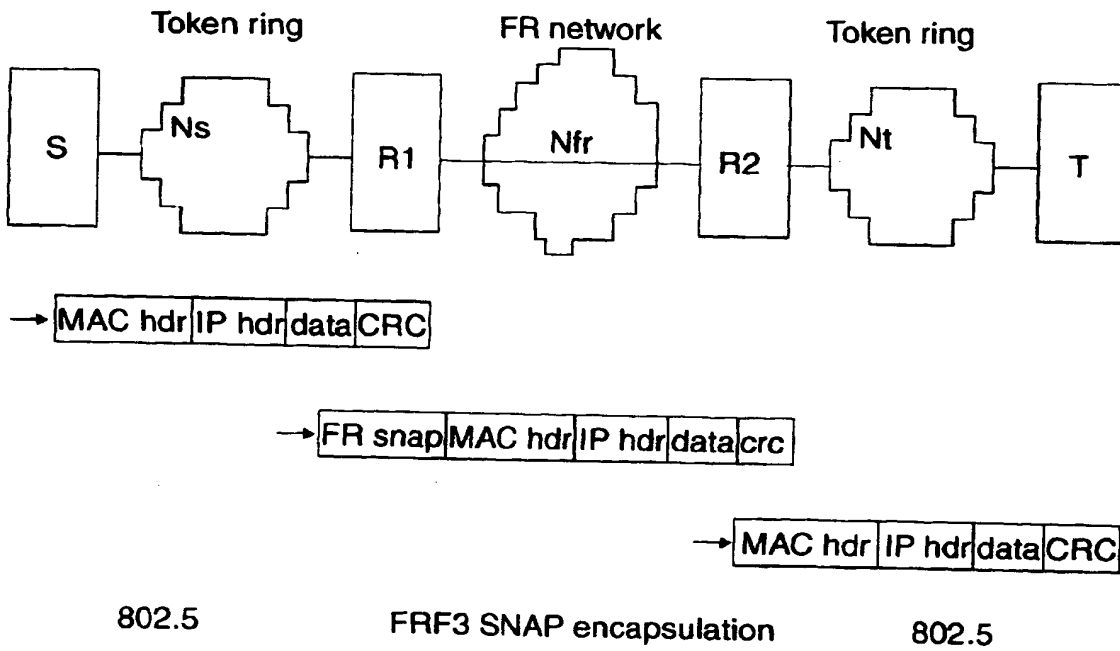 Token ring FR network Token ring
S Ns R1 Nfr R2 Nt T
MAC hdr IP hdr data CRC
FR snap MAC hdr IP hdr data crc
MAC hdr IP hdr data CRC
802.5 FRF3 SNAP encapsulation 802.5